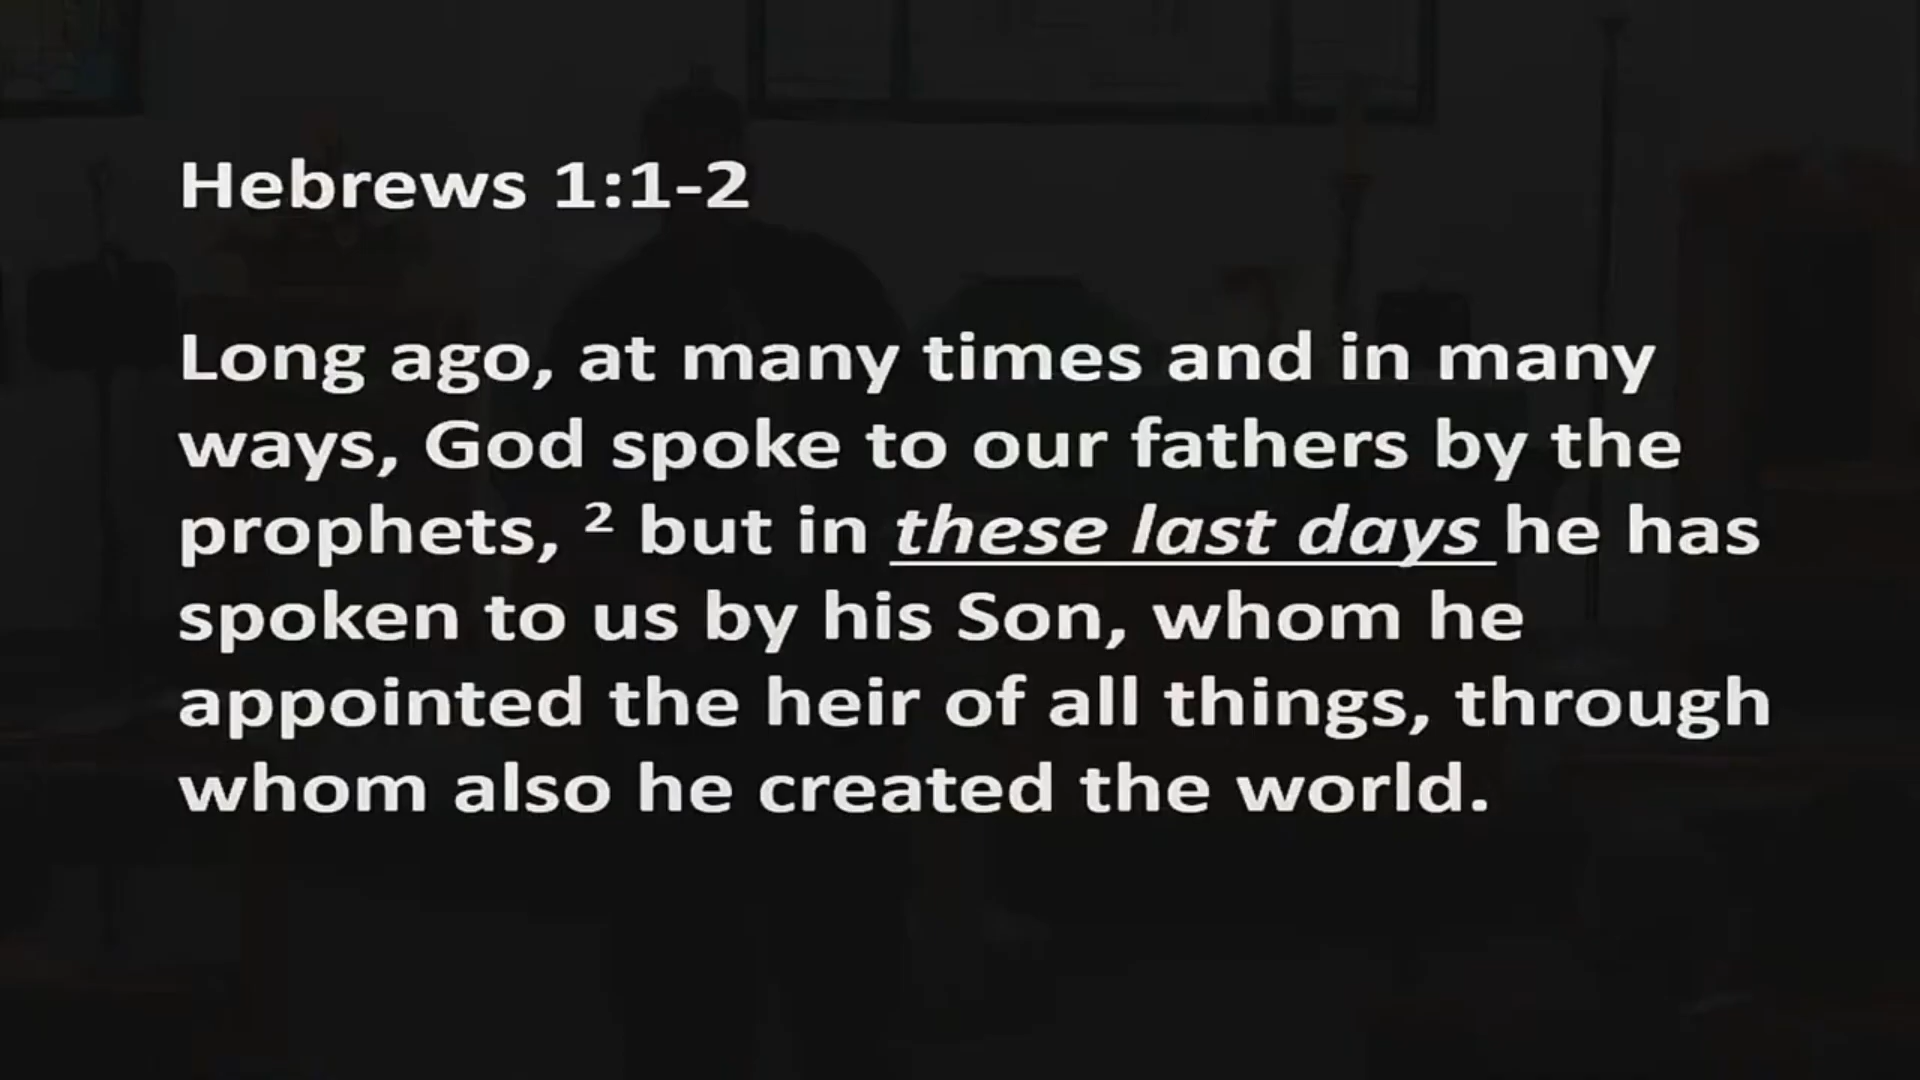 Hebrews 1:1-2
Long ago, at many times and in many
ways, God spoke to our fathers by the
prophets, ² but in these last days he has
spoken to us by his Son, whom he
appointed the heir of all things, through
whom also he created the world.